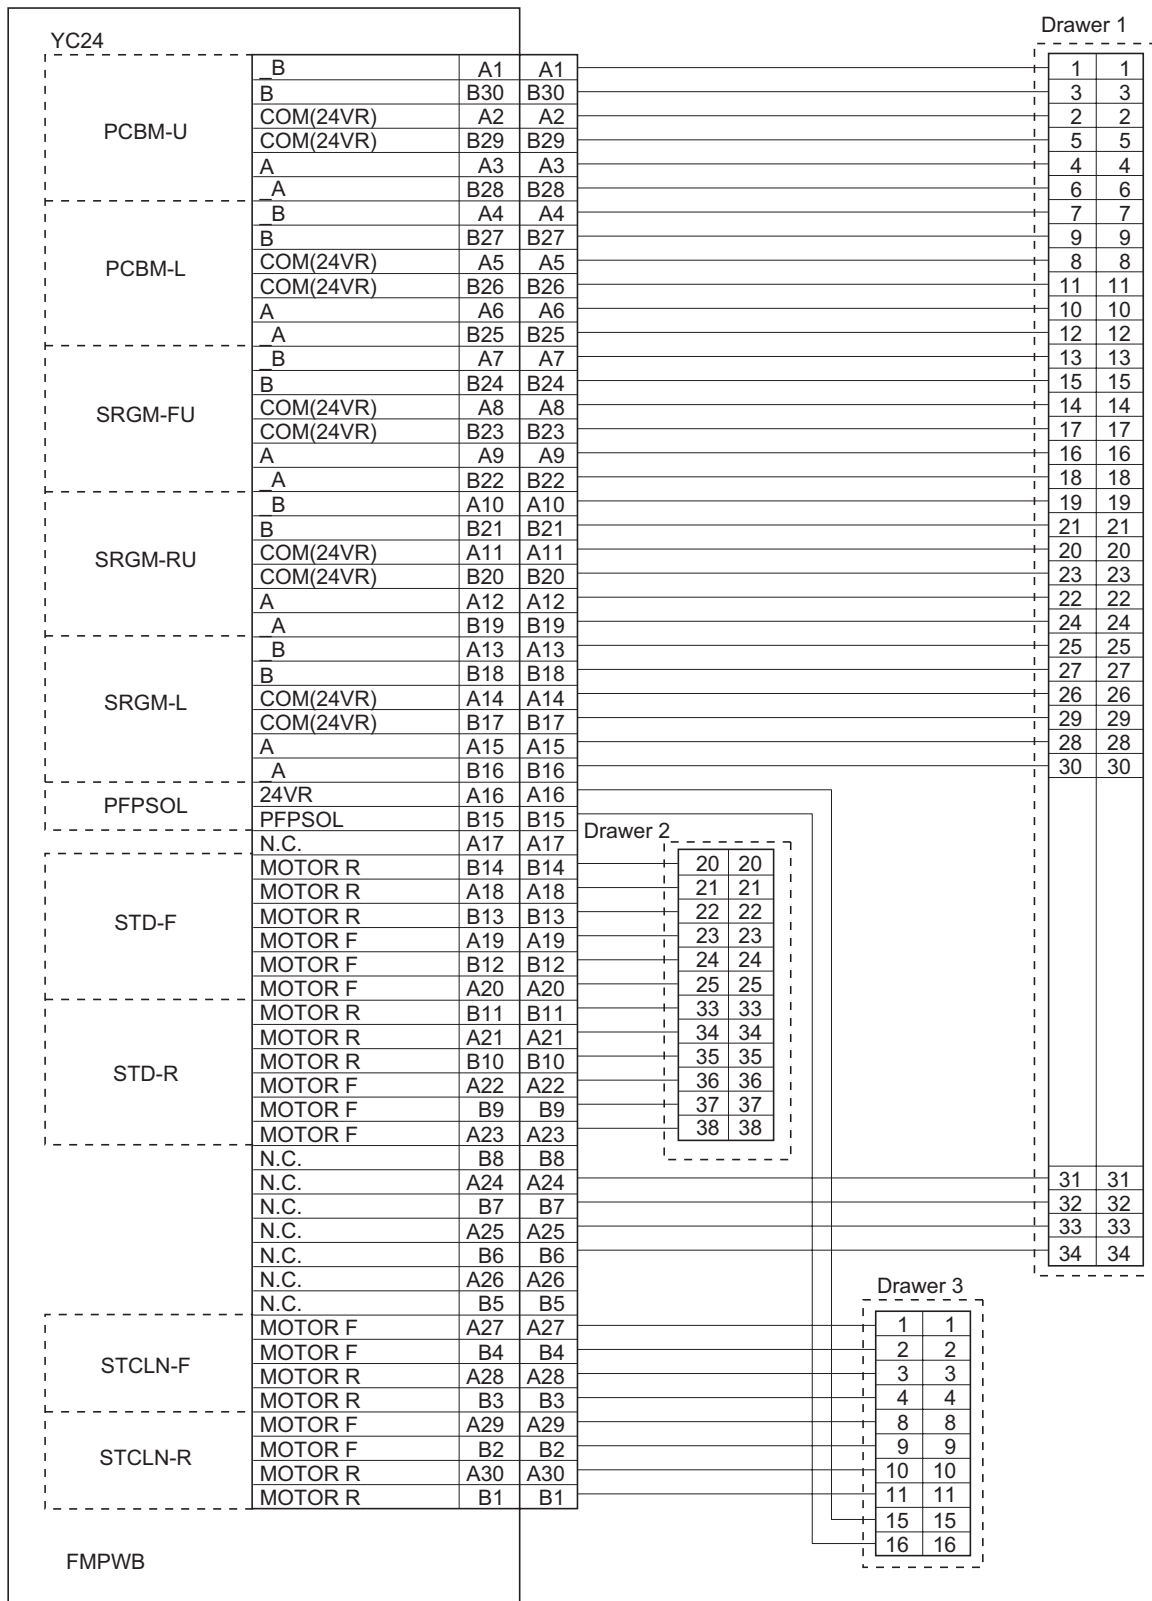 Drawer 1
YC24
PCBM-U
_B A1 A1 1 1
B B30 B30 3 3
COM(24VR) A2 A2 2 2
COM(24VR) B29 B29 5 5
A A3 A3 4 4
_A B28 B28 6 6
PCBM-L
_B A4 A4 7 7
B B27 B27 9 9
COM(24VR) A5 A5 8 8
COM(24VR) B26 B26 11 11
A A6 A6 10 10
_A B25 B25 12 12
SRGM-FU
_B A7 A7 13 13
B B24 B24 15 15
COM(24VR) A8 A8 14 14
COM(24VR) B23 B23 17 17
A A9 A9 16 16
_A B22 B22 18 18
SRGM-RU
_B A10 A10 19 19
B B21 B21 21 21
COM(24VR) A11 A11 20 20
COM(24VR) B20 B20 23 23
A A12 A12 22 22
_A B19 B19 24 24
SRGM-L
_B A13 A13 25 25
B B18 B18 27 27
COM(24VR) A14 A14 26 26
COM(24VR) B17 B17 29 29
A A15 A15 28 28
_A B16 B16 30 30
PFPSOL
24VR A16 A16
PFPSOL B15 B15
Drawer 2
N.C. A17 A17
STD-F
MOTOR R B14 B14 20 20
MOTOR R A18 A18 21 21
MOTOR R B13 B13 22 22
MOTOR F A19 A19 23 23
MOTOR F B12 B12 24 24
MOTOR F A20 A20 25 25
STD-R
MOTOR R B11 B11 33 33
MOTOR R A21 A21 34 34
MOTOR R B10 B10 35 35
MOTOR F A22 A22 36 36
MOTOR F B9 B9 37 37
MOTOR F A23 A23 38 38
N.C. B8 B8
N.C. A24 A24 31 31
N.C. B7 B7 32 32
N.C. A25 A25 33 33
N.C. B6 B6 34 34
N.C. A26 A26
N.C. B5 B5
Drawer 3
STCLN-F
MOTOR F A27 A27 1 1
MOTOR F B4 B4 2 2
MOTOR R A28 A28 3 3
MOTOR R B3 B3 4 4
STCLN-R
MOTOR F A29 A29 8 8
MOTOR F B2 B2 9 9
MOTOR R A30 A30 10 10
MOTOR R B1 B1 11 11
15 15
16 16
FMPWB